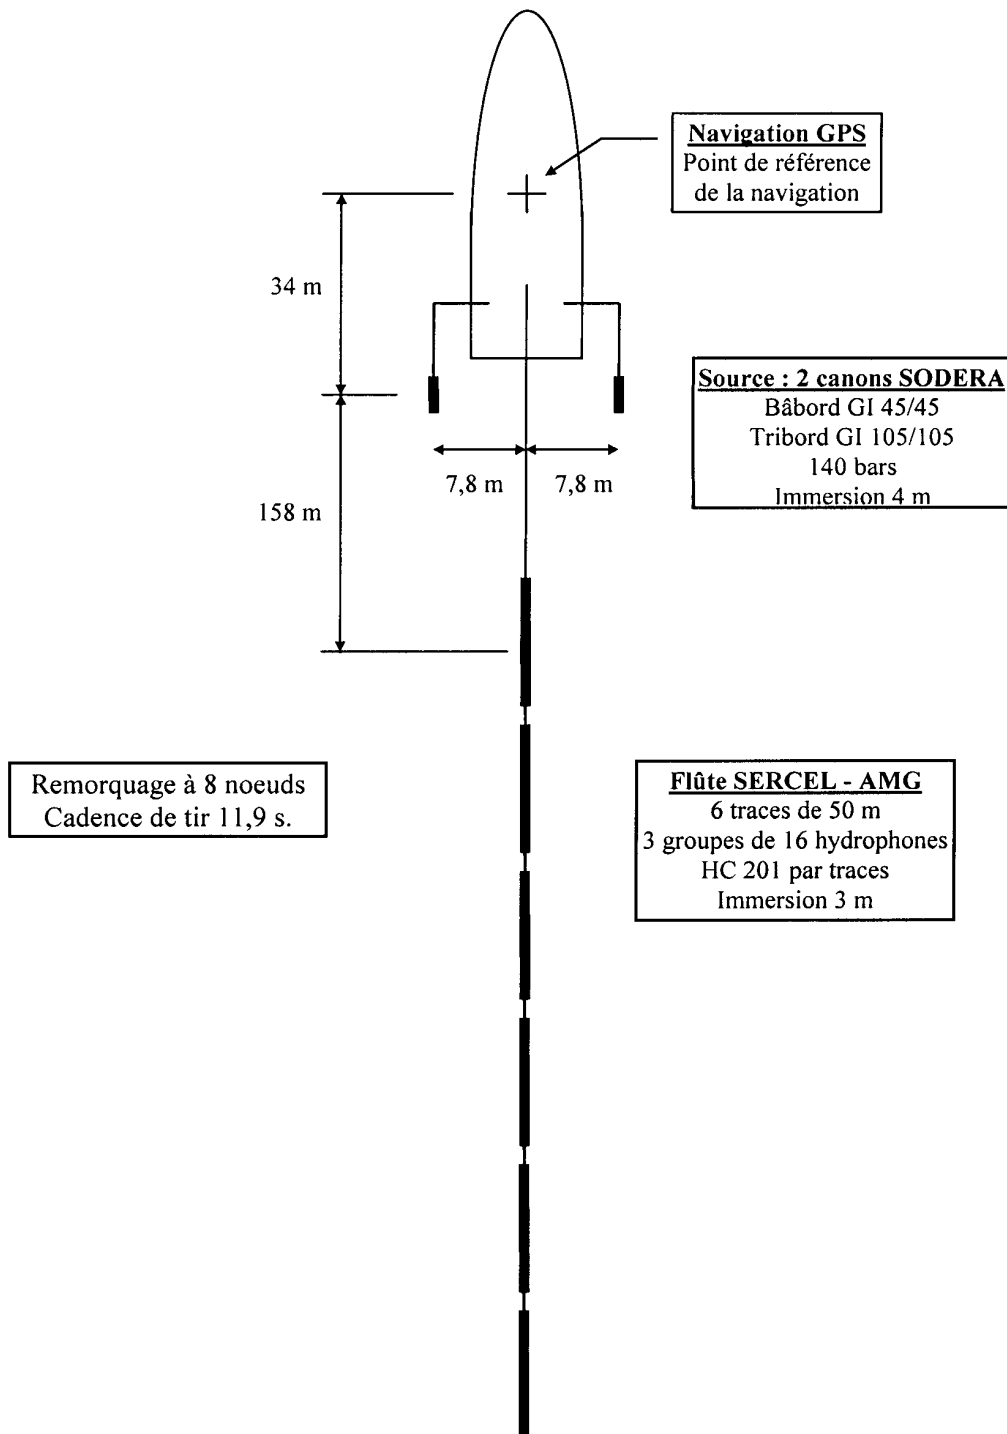 Navigation GPS
Point de référence
de la navigation
34 m
Source : 2 canons SODERA
Bâbord GI 45/45
Tribord GI 105/105
140 bars
Immersion 4 m
7,8 m
7,8 m
158 m
Remorquage à 8 noeuds
Cadence de tir 11,9 s.
Flûte SERCEL - AMG
6 traces de 50 m
3 groupes de 16 hydrophones
HC 201 par traces
Immersion 3 m